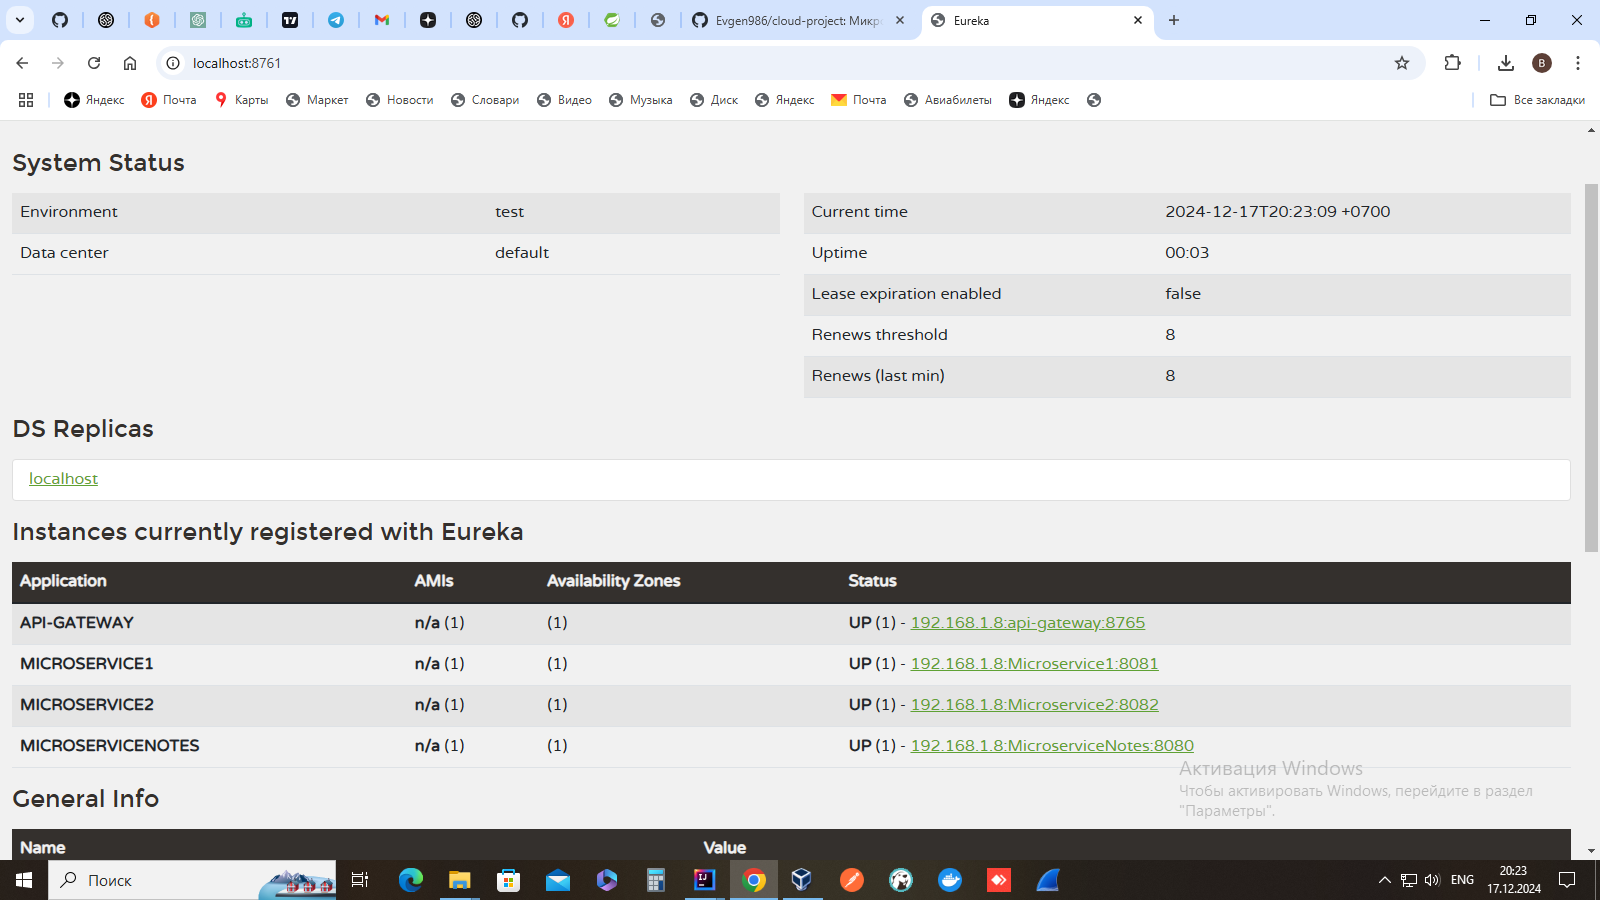 Evgen986/cloud-project: Микр
Eureka
localhost:8761
Яндекс
Почта
Карты
Маркет
Новости
Словари
Видео
Музыка
Диск
Яндекс
Почта
Авиабилеты
Яндекс
Все закладки
System Status
Environment test
Data center default
Current time 2024-12-17T20:23:09 +0700
Uptime 00:03
Lease expiration enabled false
Renews threshold 8
Renews (last min) 8
DS Replicas
localhost
Instances currently registered with Eureka
Application AMIs Availability Zones Status
API-GATEWAY n/a (1) (1) UP (1) - 192.168.1.8:api-gateway:8765
MICROSERVICE1 n/a (1) (1) UP (1) - 192.168.1.8:Microservice1:8081
MICROSERVICE2 n/a (1) (1) UP (1) - 192.168.1.8:Microservice2:8082
MICROSERVICENOTES n/a (1) (1) UP (1) - 192.168.1.8:MicroserviceNotes:8080
Активация Windows
Чтобы активировать Windows, перейдите в раздел
"Параметры".
General Info
Name Value
Поиск
ENG
20:23
17.12.2024